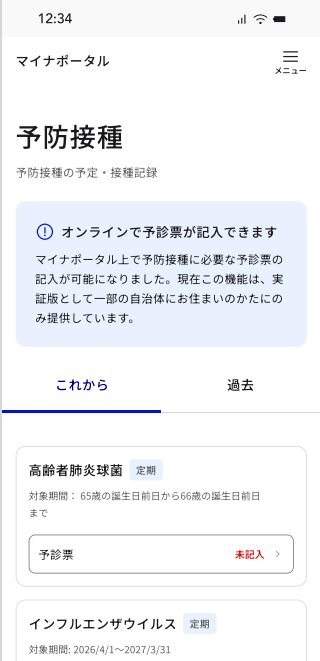 12:34
マイナポータル
メニュー
予防接種
予防接種の予定・接種記録
オンラインで予診票が記入できます
マイナポータル上で予防接種に必要な予診票の
記入が可能になりました。現在この機能は、実
証版として一部の自治体にお住まいのかたにの
み提供しています。
これから
過去
高齢者肺炎球菌 定期
対象期間： 65歳の誕生日前日から66歳の誕生日前日
まで
予診票 未記入
インフルエンザウイルス 定期
対象期間: 2026/4/1〜2027/3/31